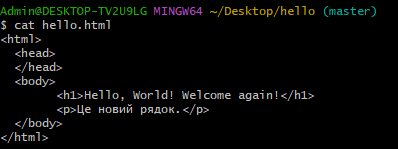 Admin@DESKTOP-TV2U9LG MINGW64 ~/Desktop/hello (master)
$ cat hello.html
<html>
  <head>
  </head>
  <body>
        <h1>Hello, World! Welcome again!</h1>
        <p>Це новий рядок.</p>
  </body>
</html>